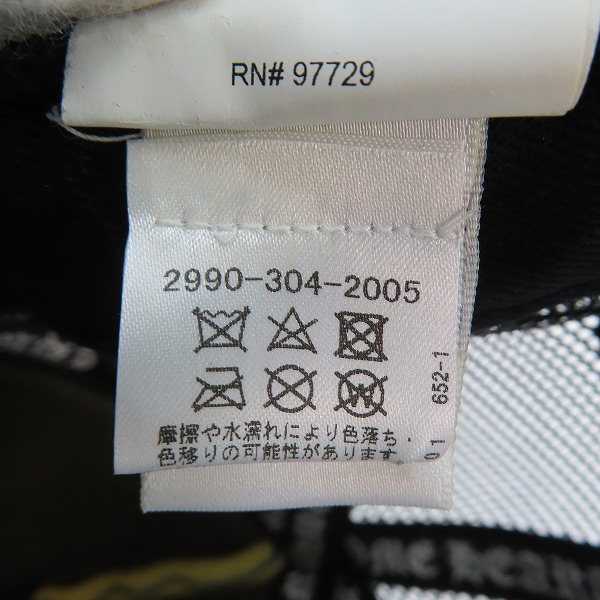 RN# 97729
2990-304-2005
摩擦や水濡れにより色落ち・
色移りの可能性があります。
01 652-1